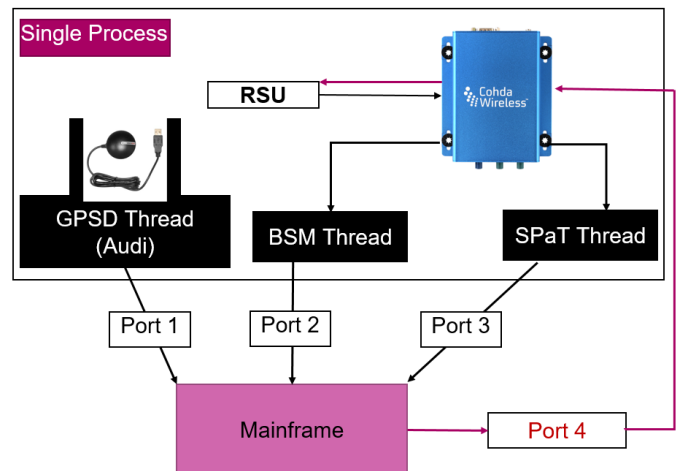 Single Process
RSU
Cohda
Wireless
GPSD Thread
(Audi)
BSM Thread
SPaT Thread
Port 1
Port 2
Port 3
Mainframe
Port 4